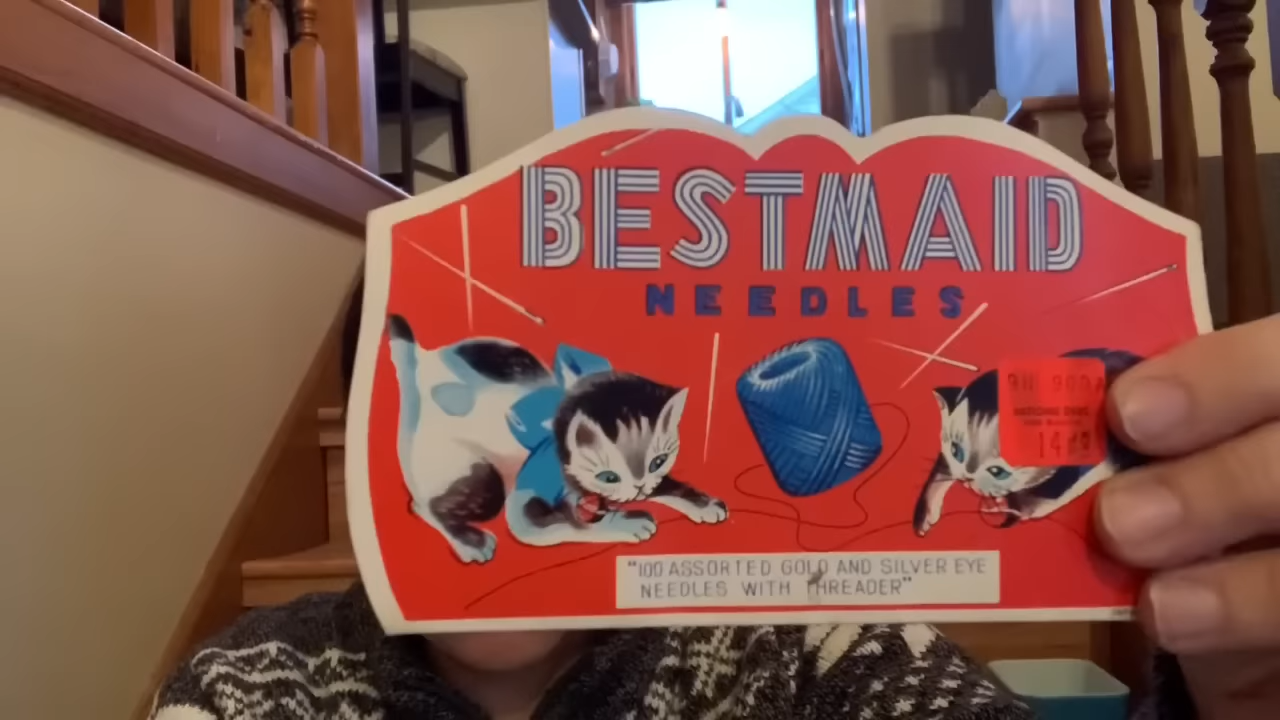 BESTMAID
NEEDLES
"100 ASSORTED GOLD AND SILVER EYE
NEEDLES WITH THREADER"